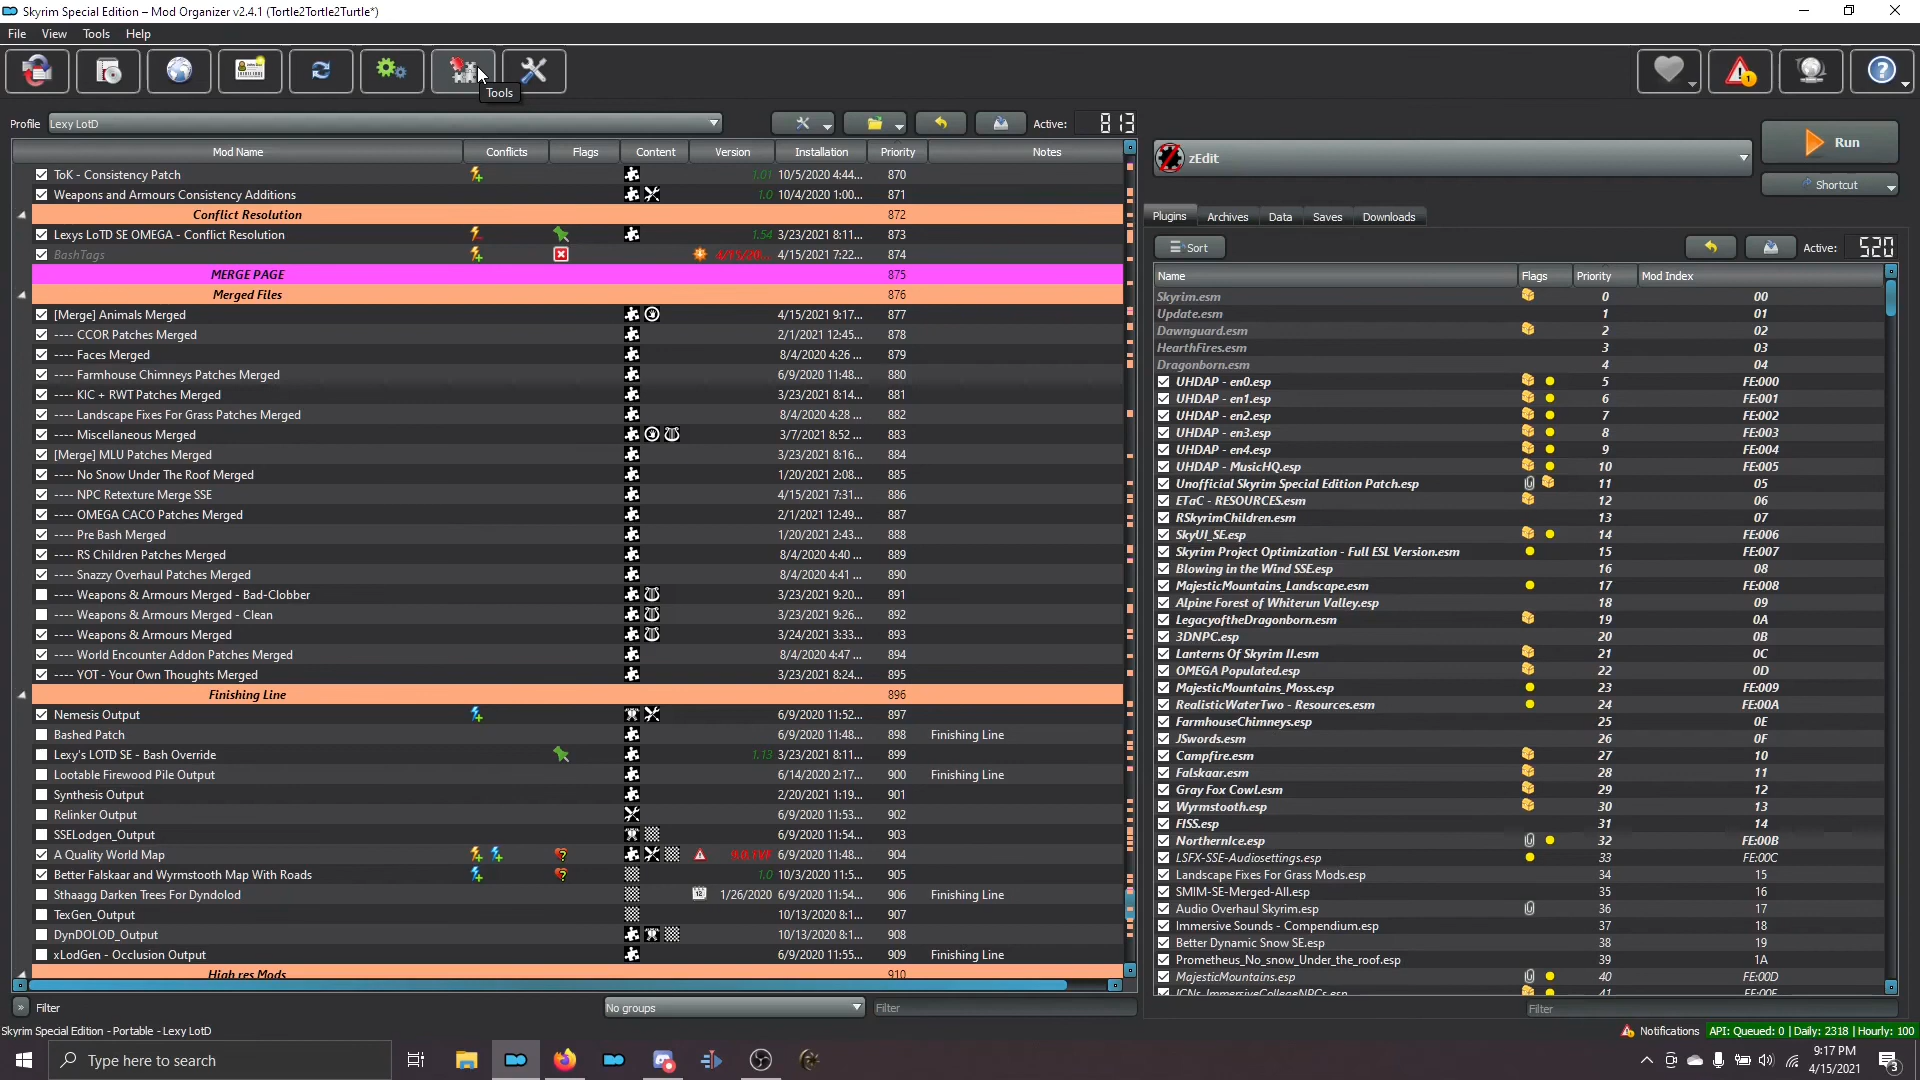 Skyrim Special Edition – Mod Organizer v2.4.1 (Tortle2Tortle2Turtle*)
File View Tools Help
Tools
Profile Lexy LotD Active: 813
Mod Name Conflicts Flags Content Version Installation Priority Notes
ToK - Consistency Patch 1.01 10/5/2020 4:44... 870
Weapons and Armours Consistency Additions 1.0 10/4/2020 1:00... 871
Conflict Resolution 872
Lexys LoTD SE OMEGA - Conflict Resolution 1.54 3/23/2021 8:11... 873
BashTags 4/15/2021 7:22... 874
MERGE PAGE 875
Merged Files 876
[Merge] Animals Merged 4/15/2021 9:17... 877
---- CCOR Patches Merged 2/1/2021 12:45... 878
---- Faces Merged 8/4/2020 4:26 ... 879
---- Farmhouse Chimneys Patches Merged 6/9/2020 11:48... 880
---- KIC + RWT Patches Merged 3/23/2021 8:14... 881
---- Landscape Fixes For Grass Patches Merged 8/4/2020 4:28 ... 882
---- Miscellaneous Merged 3/7/2021 8:52 ... 883
[Merge] MLU Patches Merged 3/23/2021 8:16... 884
---- No Snow Under The Roof Merged 1/20/2021 2:08... 885
---- NPC Retexture Merge SSE 4/15/2021 7:31... 886
---- OMEGA CACO Patches Merged 2/1/2021 12:49... 887
---- Pre Bash Merged 1/20/2021 2:43... 888
---- RS Children Patches Merged 8/4/2020 4:40 ... 889
---- Snazzy Overhaul Patches Merged 8/4/2020 4:41 ... 890
---- Weapons & Armours Merged - Bad-Clobber 3/23/2021 9:20... 891
---- Weapons & Armours Merged - Clean 3/23/2021 9:26... 892
---- Weapons & Armours Merged 3/24/2021 3:33... 893
---- World Encounter Addon Patches Merged 8/4/2020 4:47 ... 894
---- YOT - Your Own Thoughts Merged 3/23/2021 8:24... 895
Finishing Line 896
Nemesis Output 6/9/2020 11:52... 897
Bashed Patch 6/9/2020 11:48... 898 Finishing Line
Lexy's LOTD SE - Bash Override 1.13 3/23/2021 8:11... 899
Lootable Firewood Pile Output 6/14/2020 2:17... 900 Finishing Line
Synthesis Output 2/20/2021 1:19... 901
Relinker Output 6/9/2020 11:53... 902
SSELodgen_Output 6/9/2020 11:54... 903
A Quality World Map 6/9/2020 11:48... 904
Better Falskaar and Wyrmstooth Map With Roads 1.0 10/3/2020 11:5... 905
Sthaagg Darken Trees For Dyndolod 1/26/2020 6/9/2020 11:54... 906 Finishing Line
TexGen_Output 10/13/2020 8:1... 907
DynDOLOD_Output 10/13/2020 8:1... 908
xLodGen - Occlusion Output 6/9/2020 11:55... 909 Finishing Line
High res Mods 910
Filter No groups Filter
zEdit Run
Shortcut
Plugins Archives Data Saves Downloads
Sort Active: 520
Name Flags Priority Mod Index
Skyrim.esm 0 00
Update.esm 1 01
Dawnguard.esm 2 02
HearthFires.esm 3 03
Dragonborn.esm 4 04
UHDAP - en0.esp 5 FE:000
UHDAP - en1.esp 6 FE:001
UHDAP - en2.esp 7 FE:002
UHDAP - en3.esp 8 FE:003
UHDAP - en4.esp 9 FE:004
UHDAP - MusicHQ.esp 10 FE:005
Unofficial Skyrim Special Edition Patch.esp 11 05
ETaC - RESOURCES.esm 12 06
RSkyrimChildren.esm 13 07
SkyUI_SE.esp 14 FE:006
Skyrim Project Optimization - Full ESL Version.esm 15 FE:007
Blowing in the Wind SSE.esp 16 08
MajesticMountains_Landscape.esm 17 FE:008
Alpine Forest of Whiterun Valley.esp 18 09
LegacyoftheDragonborn.esm 19 0A
3DNPC.esp 20 0B
Lanterns Of Skyrim II.esm 21 0C
OMEGA Populated.esp 22 0D
MajesticMountains_Moss.esp 23 FE:009
RealisticWaterTwo - Resources.esm 24 FE:00A
FarmhouseChimneys.esp 25 0E
JSwords.esm 26 0F
Campfire.esm 27 10
Falskaar.esm 28 11
Gray Fox Cowl.esm 29 12
Wyrmstooth.esp 30 13
FISS.esp 31 14
NorthernIce.esp 32 FE:00B
LSFX-SSE-Audiosettings.esp 33 FE:00C
Landscape Fixes For Grass Mods.esp 34 15
SMIM-SE-Merged-All.esp 35 16
Audio Overhaul Skyrim.esp 36 17
Immersive Sounds - Compendium.esp 37 18
Better Dynamic Snow SE.esp 38 19
Prometheus_No_snow_Under_the_roof.esp 39 1A
MajesticMountains.esp 40 FE:00D
ICNs_ImmersiveCollegeNPCs.esp 41 FE:00E
Filter
Skyrim Special Edition - Portable - Lexy LotD Notifications API: Queued: 0 | Daily: 2318 | Hourly: 100
Type here to search 9:17 PM
4/15/2021 3